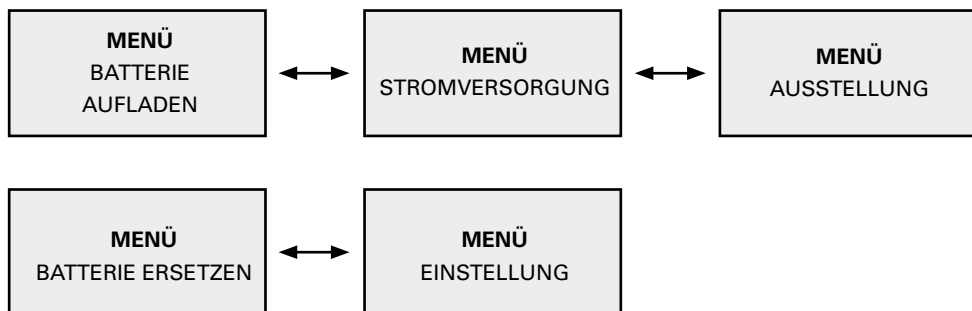 MENÜ
BATTERIE
AUFLADEN
MENÜ
STROMVERSORGUNG
MENÜ
AUSSTELLUNG
MENÜ
BATTERIE ERSETZEN
MENÜ
EINSTELLUNG